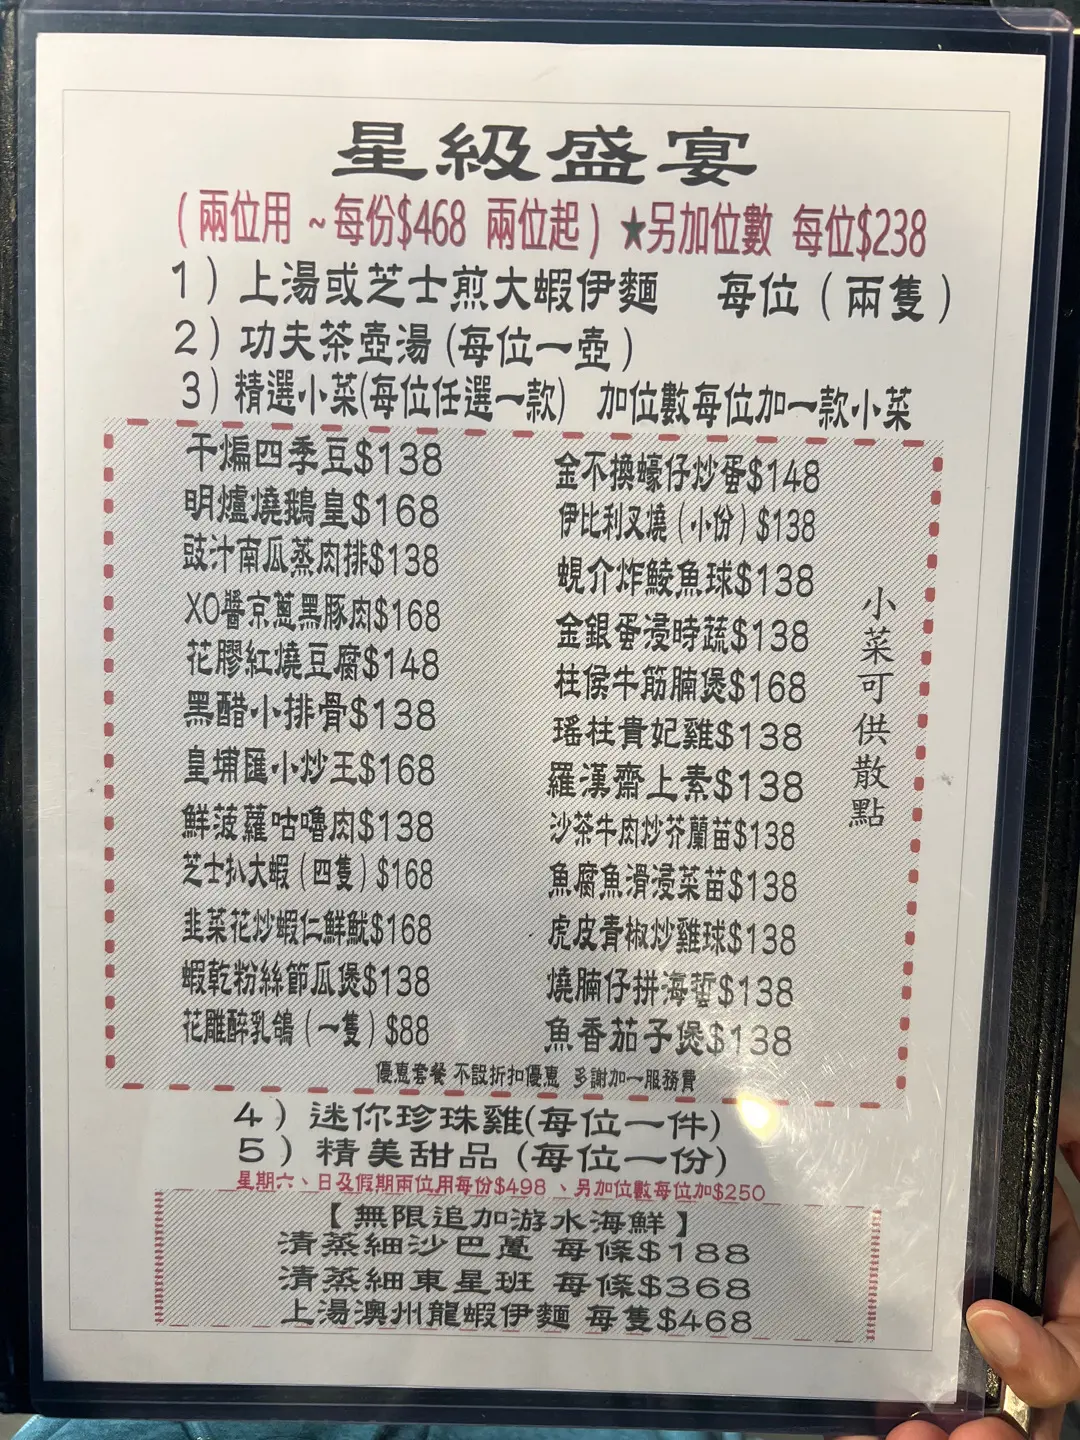 星級盛宴
(兩位用 ~每份$468 兩位起) ★另加位數 每位$238
1) 上湯或芝士煎大蝦伊麵 每位(兩隻)
2) 功夫茶壺湯(每位一壺)
3) 精選小菜(每位任選一款) 加位數每位加一款小菜
干煸四季豆$138
明爐燒鵝皇$168
豉汁南瓜蒸肉排$138
XO醬京蔥黑豚肉$168
花膠紅燒豆腐$148
黑醋小排骨$138
皇埔匯小炒王$168
鮮菠蘿咕嚕肉$138
芝士扒大蝦(四隻)$168
韭菜花炒蝦仁鮮魷$168
蝦乾粉絲節瓜煲$138
花雕醉乳鴿(一隻)$88
金不換蠔仔炒蛋$148
伊比利叉燒(小份)$138
蜆介炸鯪魚球$138
金銀蛋浸時蔬$138
柱侯牛筋腩煲$168
瑤柱貴妃雞$138
羅漢齋上素$138
沙茶牛肉炒芥蘭苗$138
魚腐魚滑浸菜苗$138
虎皮青椒炒雞球$138
燒腩仔拼海蜇$138
魚香茄子煲$138
小菜可供散點
優惠套餐 不設折扣優惠 多謝加一服務費
4) 迷你珍珠雞(每位一件)
5) 精美甜品(每位一份)
星期六、日及假期兩位用每份$498、另加位數每位加$250
【無限追加游水海鮮】
清蒸細沙巴躉 每條$188
清蒸細東星班 每條$368
上湯澳州龍蝦伊麵 每隻$468